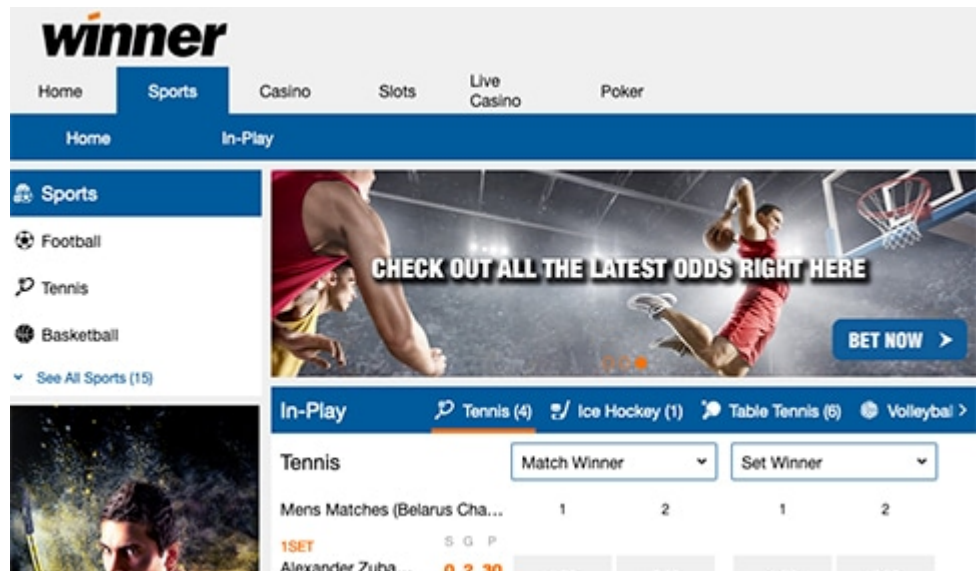 winner
Home Sports Casino Slots Live Casino Poker
Home In-Play
Sports
Football
Tennis
Basketball
See All Sports (15)
CHECK OUT ALL THE LATEST ODDS RIGHT HERE
BET NOW >
In-Play Tennis (4) Ice Hockey (1) Table Tennis (6) Volleybal >
Tennis Match Winner Set Winner
Mens Matches (Belarus Cha... 1 2 1 2
1SET S G P
Alexander Zuba... 0 2 30